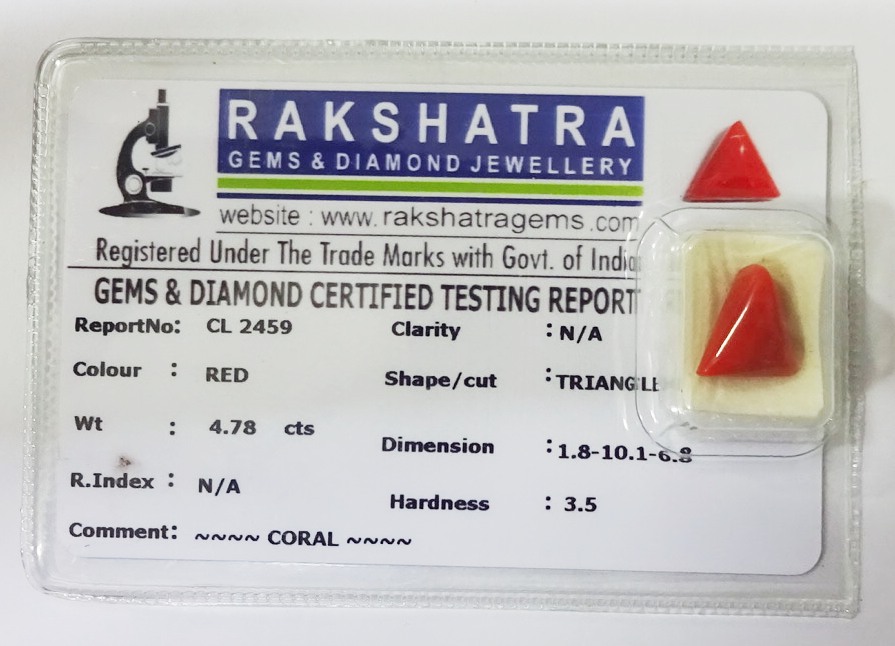 RAKSHATRA
GEMS & DIAMOND JEWELLERY
website : www.rakshatragems.com
Registered Under The Trade Marks with Govt. of India
GEMS & DIAMOND CERTIFIED TESTING REPORT
ReportNo: CL 2459
Clarity : N/A
Colour : RED
Shape/cut : TRIANGLE
Wt : 4.78 cts
Dimension : 1.8-10.1-6.8
R.Index : N/A
Hardness : 3.5
Comment: ~~~~ CORAL ~~~~